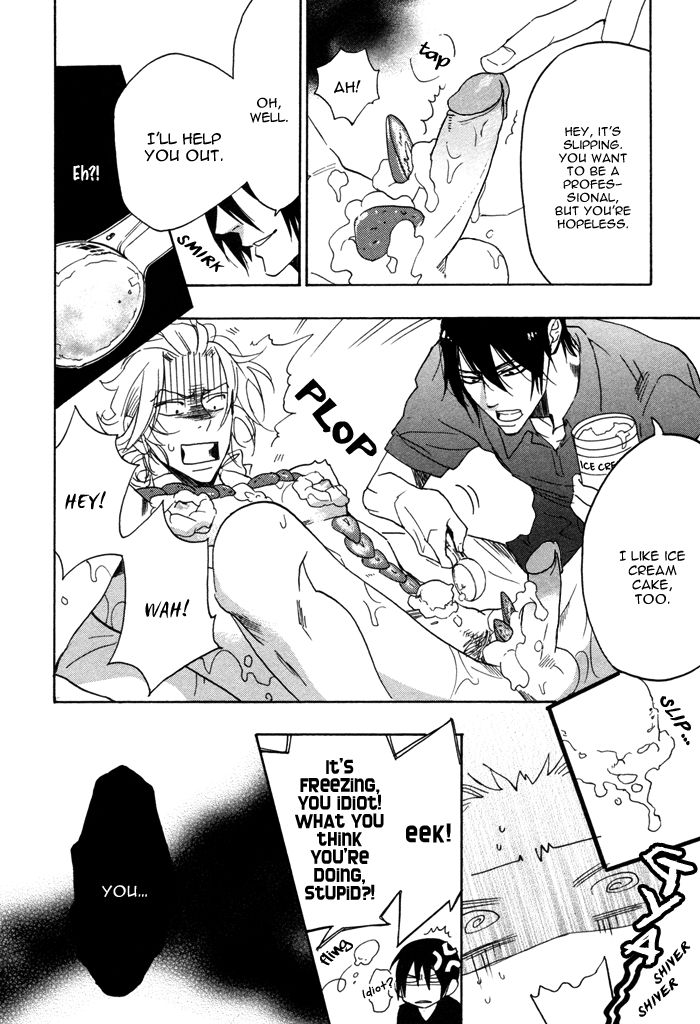 HEY, IT'S
SLIPPING.
YOU WANT
TO BE A
PROFES-
SIONAL,
BUT YOU'RE
HOPELESS.
tap
AH!
OH,
WELL.
I'LL HELP
YOU OUT.
SMIRK
Eh?!
PLOP
ICE CRE
I LIKE ICE
CREAM
CAKE,
TOO.
HEY!
WAH!
SLIP...
SHIVER
SHIVER
eek!
It's
FREEZING,
YOU IDIOT!
WHAT YOU
THINK
YOU'RE
DOING,
STUPID?!
fling
Idiot?
YOU...